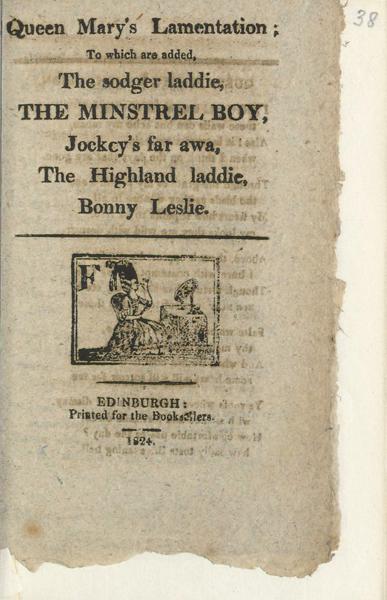 38
Queen Mary's Lamentation;
To which are added,
The sodger laddie,
THE MINSTREL BOY,
Jockey's far awa,
The Highland laddie,
Bonny Leslie.
F
EDINBURGH:
Printed for the Booksellers.
1824.